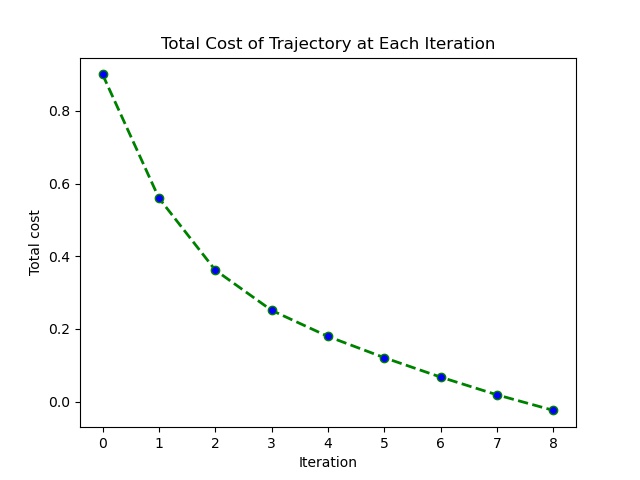 Total Cost of Trajectory at Each Iteration
0.8
0.6
0.4
0.2
0.0
Total cost
0 1 2 3 4 5 6 7 8
Iteration